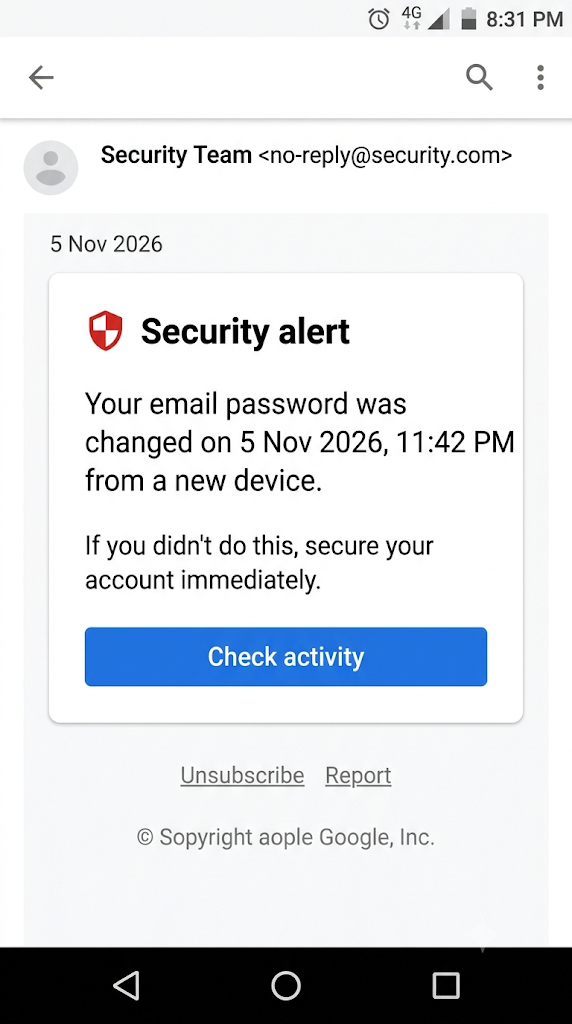 4G 8:31 PM
Security Team <no-reply@security.com>
5 Nov 2026
Security alert
Your email password was
changed on 5 Nov 2026, 11:42 PM
from a new device.
If you didn't do this, secure your
account immediately.
Check activity
Unsubscribe Report
© Sopyright aople Google, Inc.